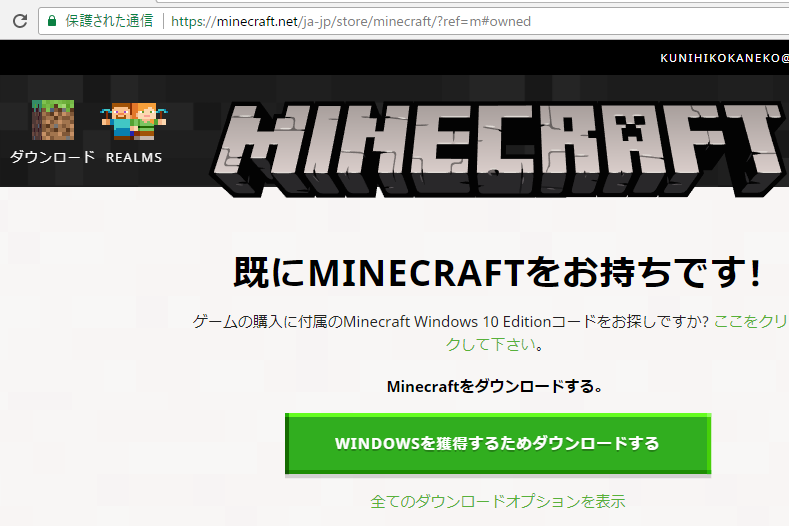 保護された通信
https://minecraft.net/ja-jp/store/minecraft/?ref=m#owned
KUNIHIKOKANEKO@
MINECRAFT
ダウンロード
REALMS
既にMINECRAFTをお持ちです!
ゲームの購入に付属のMinecraft Windows 10 Editionコードをお探しですか? ここをクリ
クして下さい。
Minecraftをダウンロードする。
WINDOWSを獲得するためダウンロードする
全てのダウンロードオプションを表示